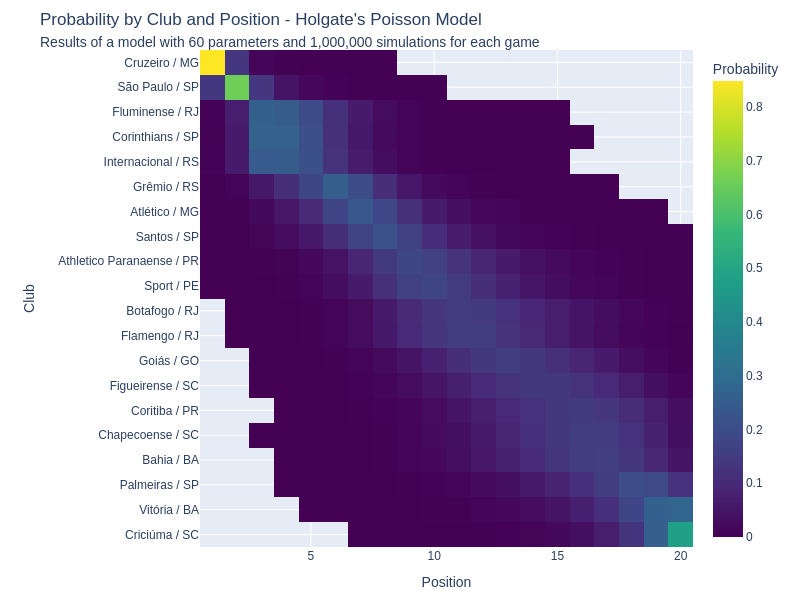 Probability by Club and Position - Holgate's Poisson Model
Results of a model with 60 parameters and 1,000,000 simulations for each game
Probability
Cruzeiro / MG
São Paulo / SP
Fluminense / RJ
Corinthians / SP
Internacional / RS
Grêmio / RS
Atlético / MG
Santos / SP
Athletico Paranaense / PR
Sport / PE
Botafogo / RJ
Flamengo / RJ
Goiás / GO
Figueirense / SC
Coritiba / PR
Chapecoense / SC
Bahia / BA
Palmeiras / SP
Vitória / BA
Criciúma / SC
Club
5 10 15 20
Position
0.8
0.7
0.6
0.5
0.4
0.3
0.2
0.1
0